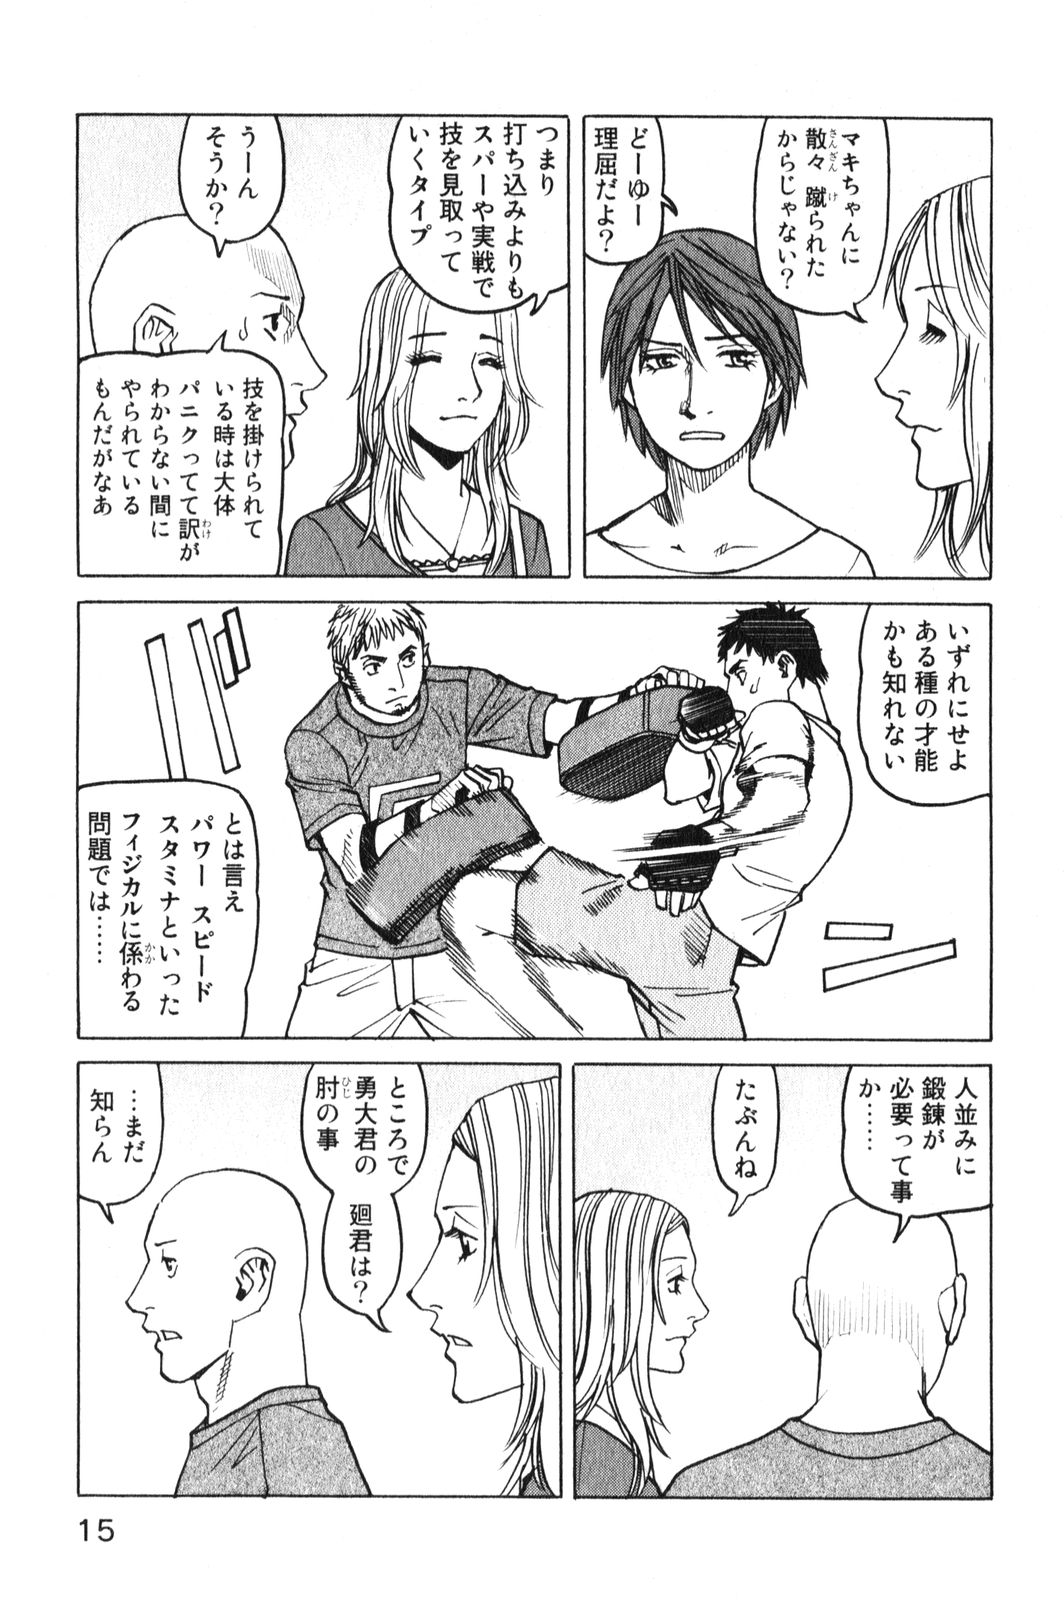 マキちゃんに
散々蹴られた
からじゃない?
どーゆー
理屈だよ?
つまり
打ち込みよりも
スパーや実戦で
技を見取って
いくタイプ
うーん
そうか?
技を掛けられて
いる時は大体
パニクってて訳が
わからない間に
やられている
もんだがなあ
いずれにせよ
ある種の才能
かも知れない
とは言え
パワー スピード
スタミナといった
フィジカルに係わる
問題では……
人並みに
鍛錬が
必要って事
か……
たぶんね
ところで
勇大君の
肘の事
廻君は?
…まだ
知らん
15